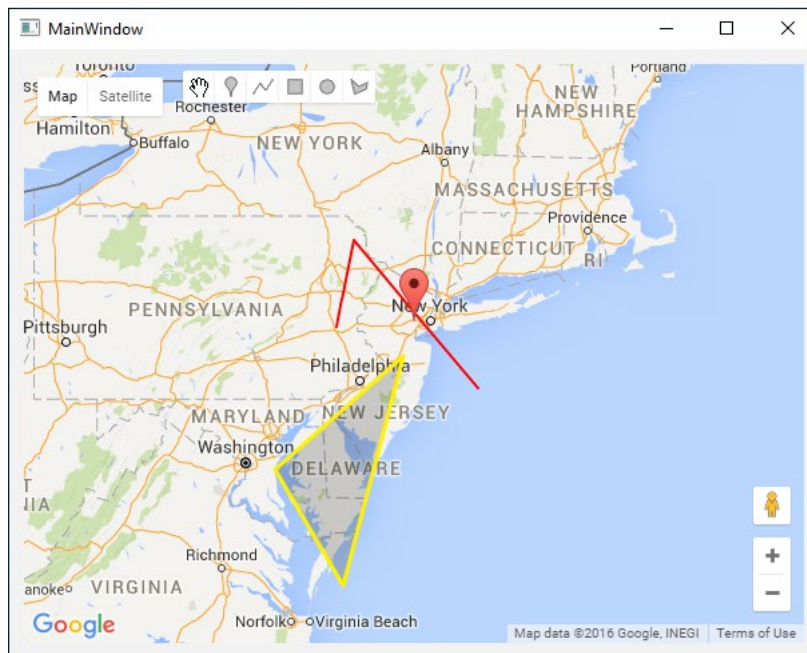 MainWindow
Toronto
Portland
Map
Satellite
Rochester
NEW
HAMPSHIRE
Hamilton
Buffalo
NEW YORK
Albany
MASSACHUSETTS
Providence
CONNECTICUT
RI
PENNSYLVANIA
New York
Pittsburgh
Philadelphia
MARYLAND
NEW JERSEY
Washington
DELAWARE
Richmond
anoke
VIRGINIA
Norfolk
Virginia Beach
Google
Map data ©2016 Google, INEGI
Terms of Use